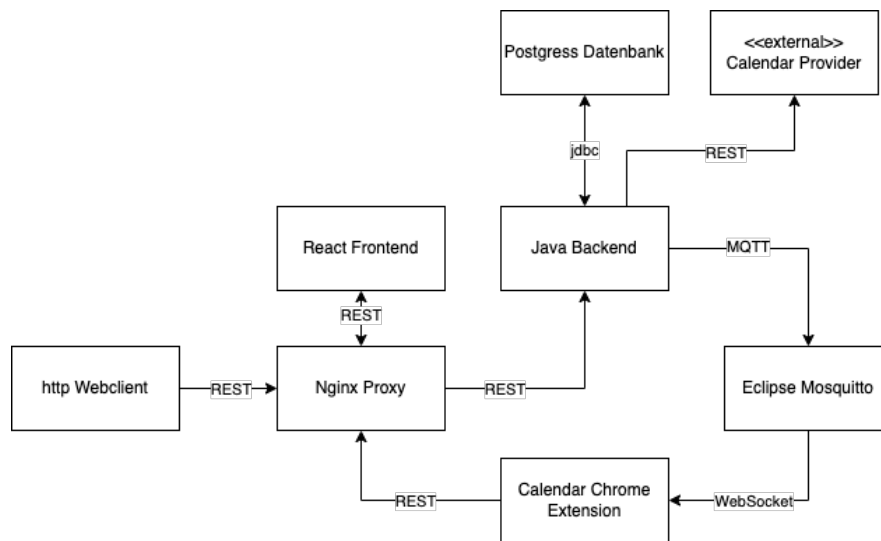 Postgress Datenbank
<<external>>
Calendar Provider
jdbc
REST
React Frontend
Java Backend
MQTT
REST
http Webclient
REST
Nginx Proxy
REST
Eclipse Mosquitto
REST
Calendar Chrome
Extension
WebSocket